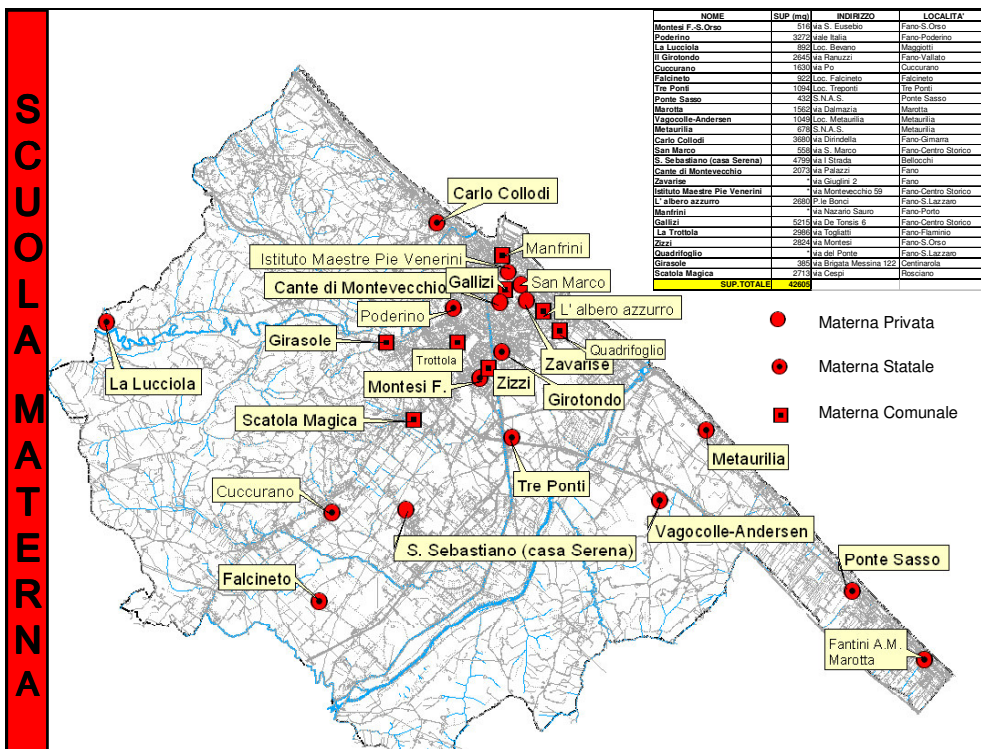 SCUOLA MATERNA
NOME SUP (mq) INDIRIZZO LOCALITA'
Montesi F.-S.Orso 516 via S. Eusebio Fano-S.Orso
Poderino 3272 viale Italia Fano-Poderino
La Lucciola 892 Loc. Bevano Maggiotti
Il Girotondo 2645 via Ranuzzi Fano-Vallato
Cuccurano 1630 via Po Cuccurano
Falcineto 922 Loc. Falcineto Falcineto
Tre Ponti 1094 Loc. Treponti Tre Ponti
Ponte Sasso 432 S.N.A.S. Ponte Sasso
Marotta 1562 via Dalmazia Marotta
Vagocolle-Andersen 1049 Loc. Metaurilia Metaurilia
Metaurilia 678 S.N.A.S. Metaurilia
Carlo Collodi 3680 via Dirindella Fano-Gimarra
San Marco 558 via S. Marco Fano-Centro Storico
S. Sebastiano (casa Serena) 4799 via I Strada Bellocchi
Cante di Montevecchio 2073 via Palazzi Fano
Zavarise * via Giuglini 2 Fano
Istituto Maestre Pie Venerini * via Montevecchio 59 Fano-Centro Storico
L' albero azzurro 2680 P.le Bonci Fano-S.Lazzaro
Manfrini * via Nazario Sauro Fano-Porto
Gallizi 5215 via De Tonsis 6 Fano-Centro Storico
La Trottola 2986 via Togliatti Fano-Flaminio
Zizzi 2824 via Montesi Fano-S.Orso
Quadrifoglio * via del Ponte Fano-S.Lazzaro
Girasole 385 via Brigata Messina 122 Centinarola
Scatola Magica 2713 via Cespi Rosciano
SUP.TOTALE 42605
Carlo Collodi
Manfrini
Istituto Maestre Pie Venerini
Gallizi
San Marco
Cante di Montevecchio
Poderino
L' albero azzurro
Girasole
Trottola
Quadrifoglio
Zavarise
La Lucciola
Montesi F.
Zizzi
Girotondo
Scatola Magica
Metaurilia
Tre Ponti
Cuccurano
Vagocolle-Andersen
S. Sebastiano (casa Serena)
Falcineto
Ponte Sasso
Fantini A.M.
Marotta
Materna Privata
Materna Statale
Materna Comunale